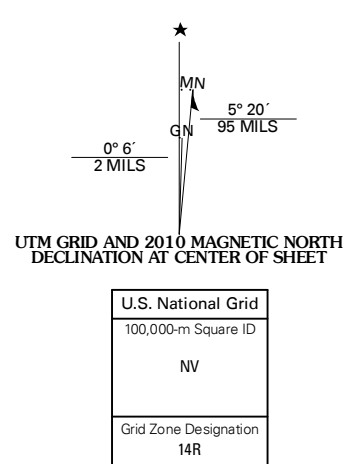 MN
GN
5° 20´
95 MILS
0° 6´
2 MILS
UTM GRID AND 2010 MAGNETIC NORTH
DECLINATION AT CENTER OF SHEET
U.S. National Grid
100,000-m Square ID
NV
Grid Zone Designation
14R